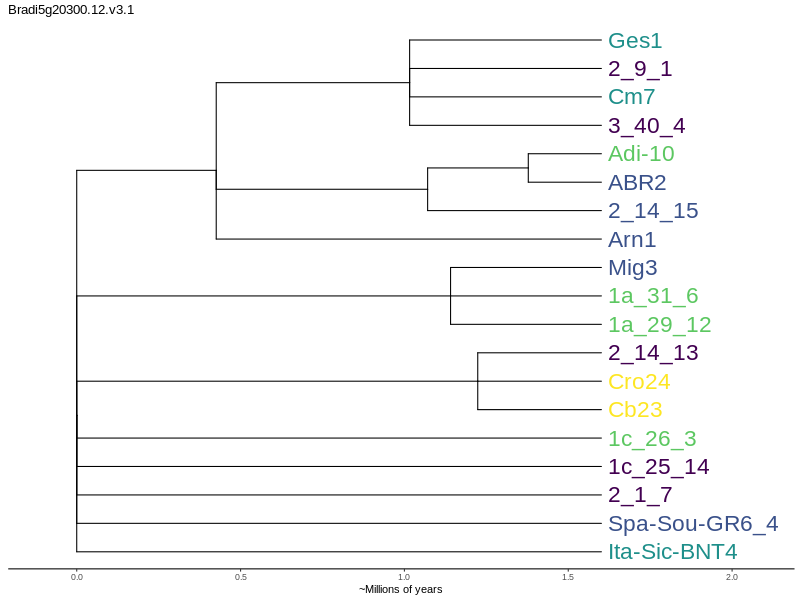 Bradi5g20300.12.v3.1
Ges1
2_9_1
Cm7
3_40_4
Adi-10
ABR2
2_14_15
Arn1
Mig3
1a_31_6
1a_29_12
2_14_13
Cro24
Cb23
1c_26_3
1c_25_14
2_1_7
Spa-Sou-GR6_4
Ita-Sic-BNT4
0.0 0.5 1.0 1.5 2.0
~Millions of years